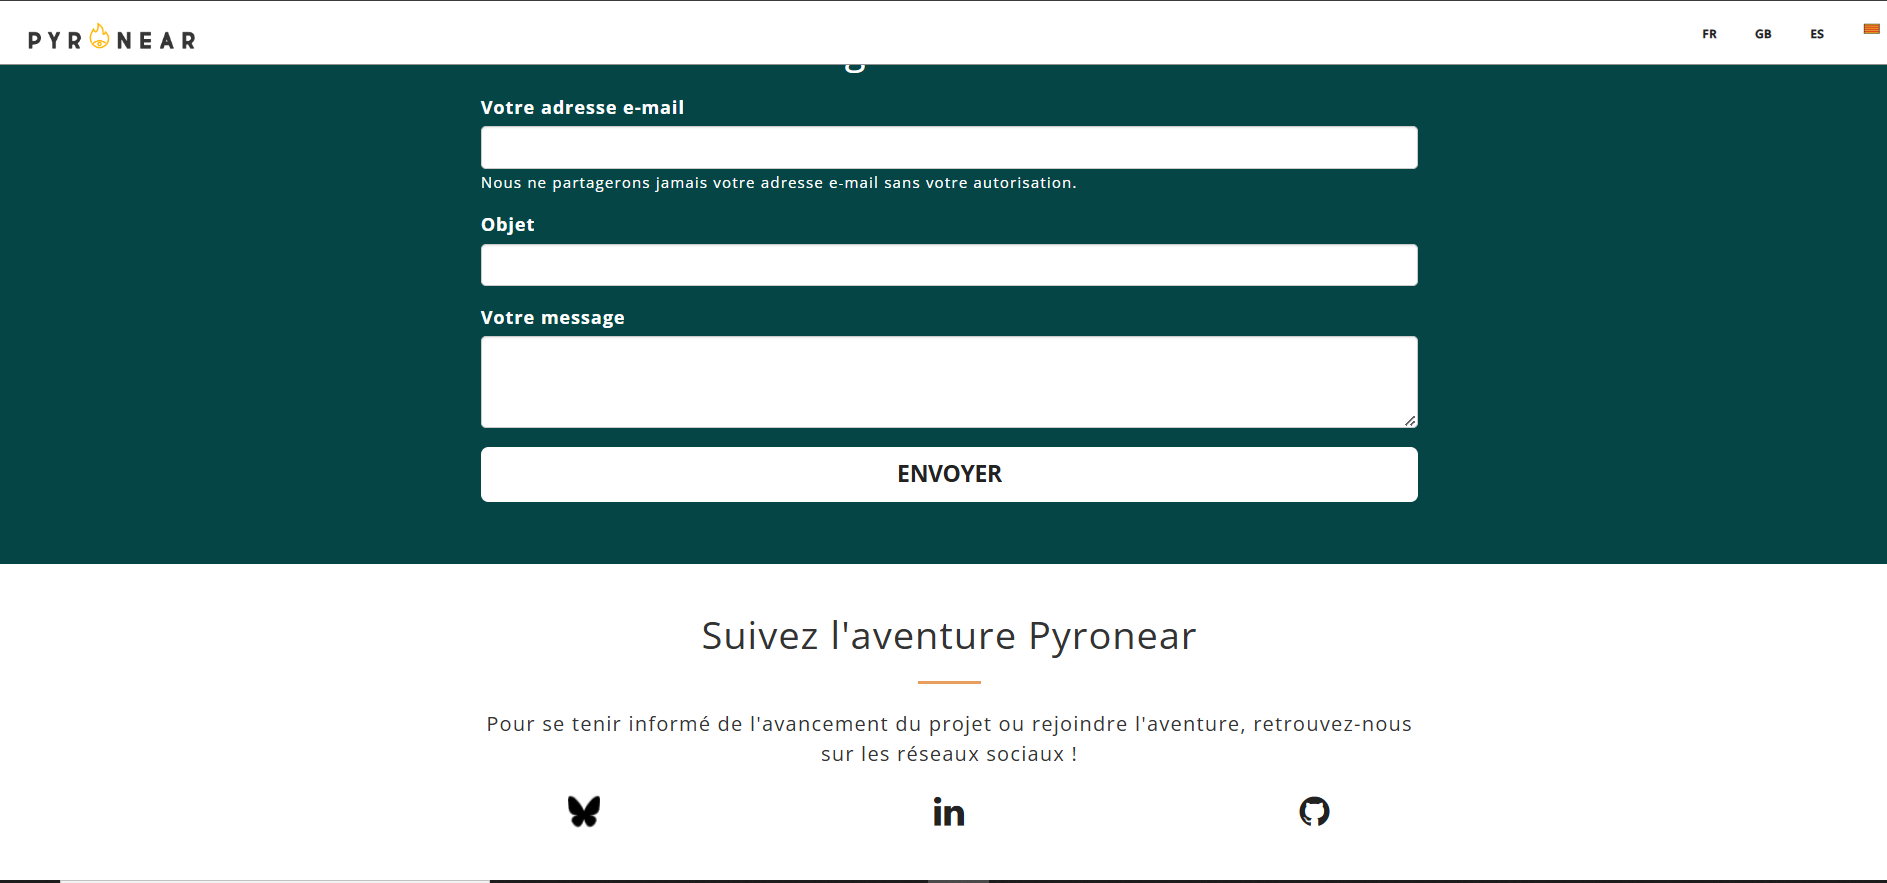 PYRONEAR
FR GB ES
Votre adresse e-mail
Nous ne partagerons jamais votre adresse e-mail sans votre autorisation.
Objet
Votre message
ENVOYER
Suivez l'aventure Pyronear
Pour se tenir informé de l'avancement du projet ou rejoindre l'aventure, retrouvez-nous
sur les réseaux sociaux !
in